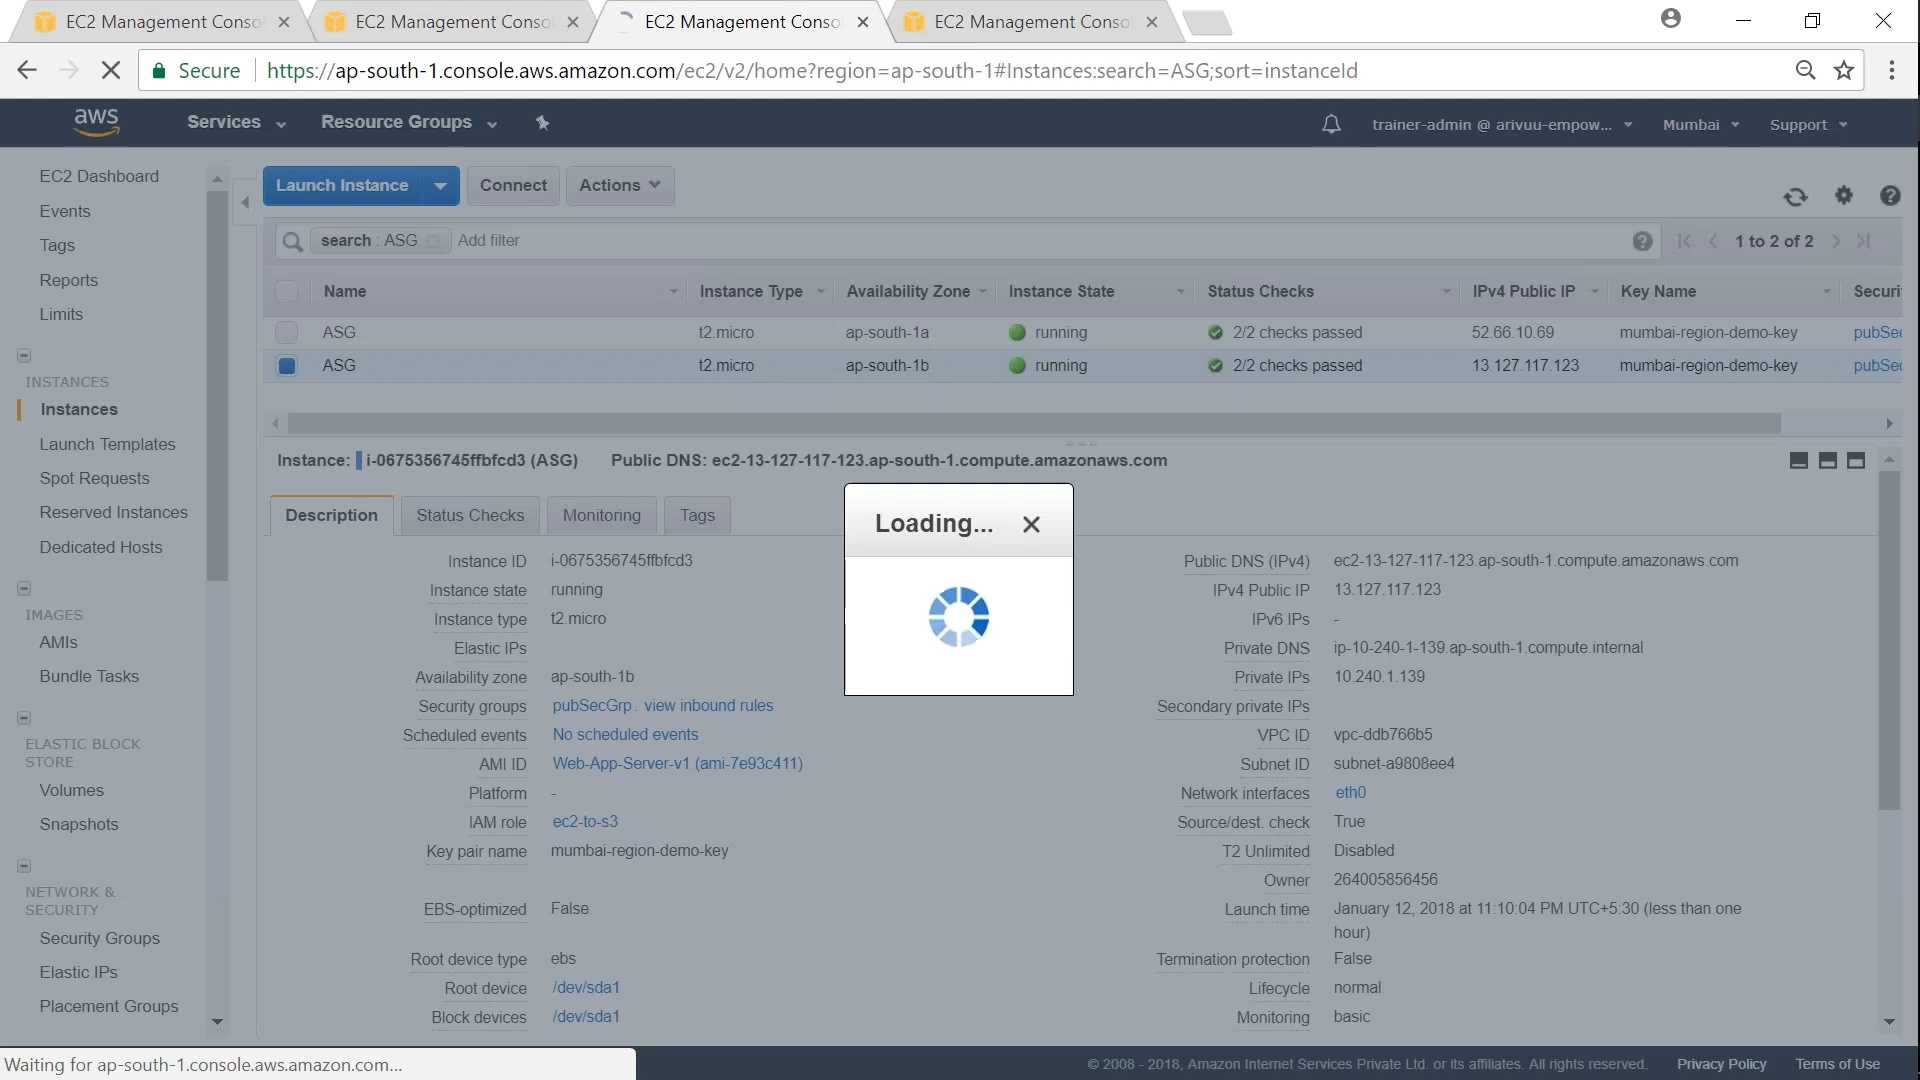 EC2 Management Conso
EC2 Management Conso
EC2 Management Conso
EC2 Management Conso
Secure
https://ap-south-1.console.aws.amazon.com/ec2/v2/home?region=ap-south-1#Instances:search=ASG;sort=instanceId
aws
Services
Resource Groups
trainer-admin @ arivuu-empow...
Mumbai
Support
EC2 Dashboard
Events
Tags
Reports
Limits
INSTANCES
Instances
Launch Templates
Spot Requests
Reserved Instances
Dedicated Hosts
IMAGES
AMIs
Bundle Tasks
ELASTIC BLOCK
STORE
Volumes
Snapshots
NETWORK &
SECURITY
Security Groups
Elastic IPs
Placement Groups
Launch Instance
Connect
Actions
search : ASG
Add filter
1 to 2 of 2
Name Instance Type Availability Zone Instance State Status Checks IPv4 Public IP Key Name Securi
ASG t2.micro ap-south-1a running 2/2 checks passed 52.66.10.69 mumbai-region-demo-key pubSec
ASG t2.micro ap-south-1b running 2/2 checks passed 13.127.117.123 mumbai-region-demo-key pubSec
Instance: i-0675356745ffbfcd3 (ASG) Public DNS: ec2-13-127-117-123.ap-south-1.compute.amazonaws.com
Description
Status Checks
Monitoring
Tags
Loading...
Instance ID i-0675356745ffbfcd3
Instance state running
Instance type t2.micro
Elastic IPs
Availability zone ap-south-1b
Security groups pubSecGrp. view inbound rules
Scheduled events No scheduled events
AMI ID Web-App-Server-v1 (ami-7e93c411)
Platform -
IAM role ec2-to-s3
Key pair name mumbai-region-demo-key
EBS-optimized False
Root device type ebs
Root device /dev/sda1
Block devices /dev/sda1
Public DNS (IPv4) ec2-13-127-117-123.ap-south-1.compute.amazonaws.com
IPv4 Public IP 13.127.117.123
IPv6 IPs -
Private DNS ip-10-240-1-139.ap-south-1.compute.internal
Private IPs 10.240.1.139
Secondary private IPs
VPC ID vpc-ddb766b5
Subnet ID subnet-a9808ee4
Network interfaces eth0
Source/dest. check True
T2 Unlimited Disabled
Owner 264005856456
Launch time January 12, 2018 at 11:10:04 PM UTC+5:30 (less than one
hour)
Termination protection False
Lifecycle normal
Monitoring basic
Waiting for ap-south-1.console.aws.amazon.com...
© 2008 - 2018, Amazon Internet Services Private Ltd. or its affiliates. All rights reserved.
Privacy Policy
Terms of Use